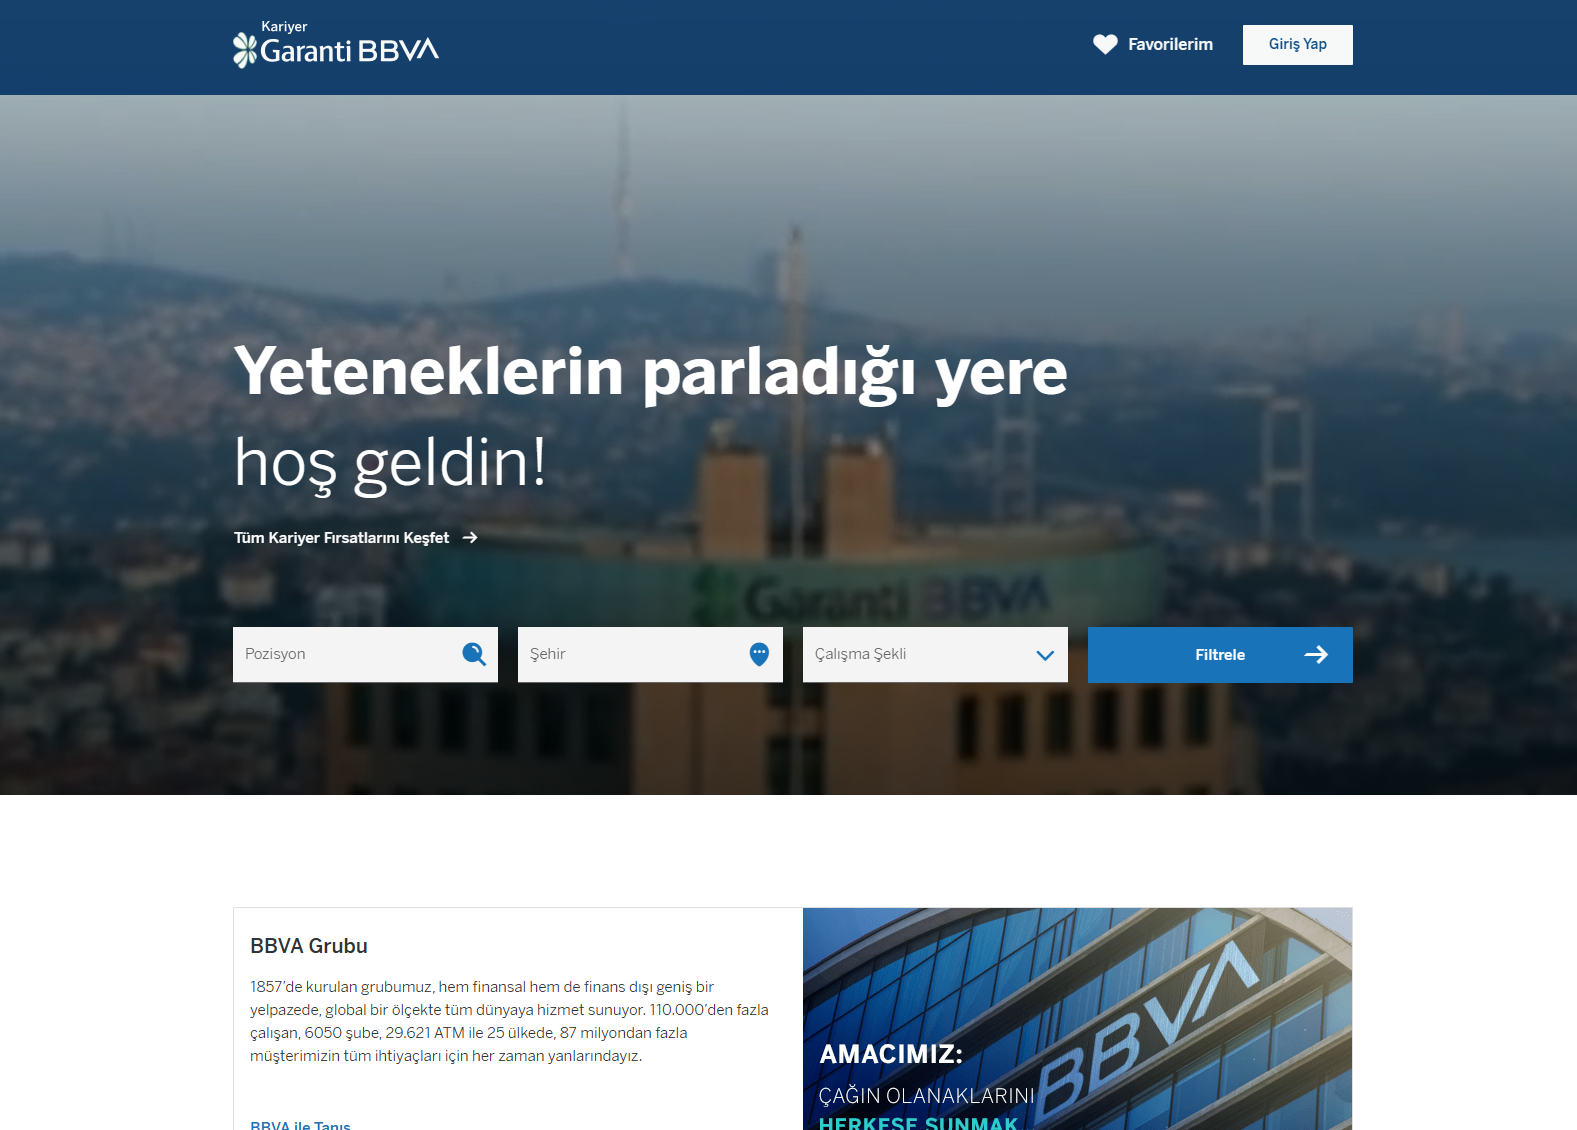 Kariyer
Garanti BBVA
Favorilerim
Giriş Yap
Yeteneklerin parladığı yere
hoş geldin!
Tüm Kariyer Fırsatlarını Keşfet
Garanti BBVA
Pozisyon
Şehir
Çalışma Şekli
Filtrele
BBVA Grubu
1857’de kurulan grubumuz, hem finansal hem de finans dışı geniş bir
yelpazede, global bir ölçekte tüm dünyaya hizmet sunuyor. 110.000’den fazla
çalışan, 6050 şube, 29.621 ATM ile 25 ülkede, 87 milyondan fazla
müşterimizin tüm ihtiyaçları için her zaman yanlarındayız.
BBVA ile Tanış
BBVA
AMACIMIZ:
ÇAĞIN OLANAKLARINI
HERKESE SUNMAK